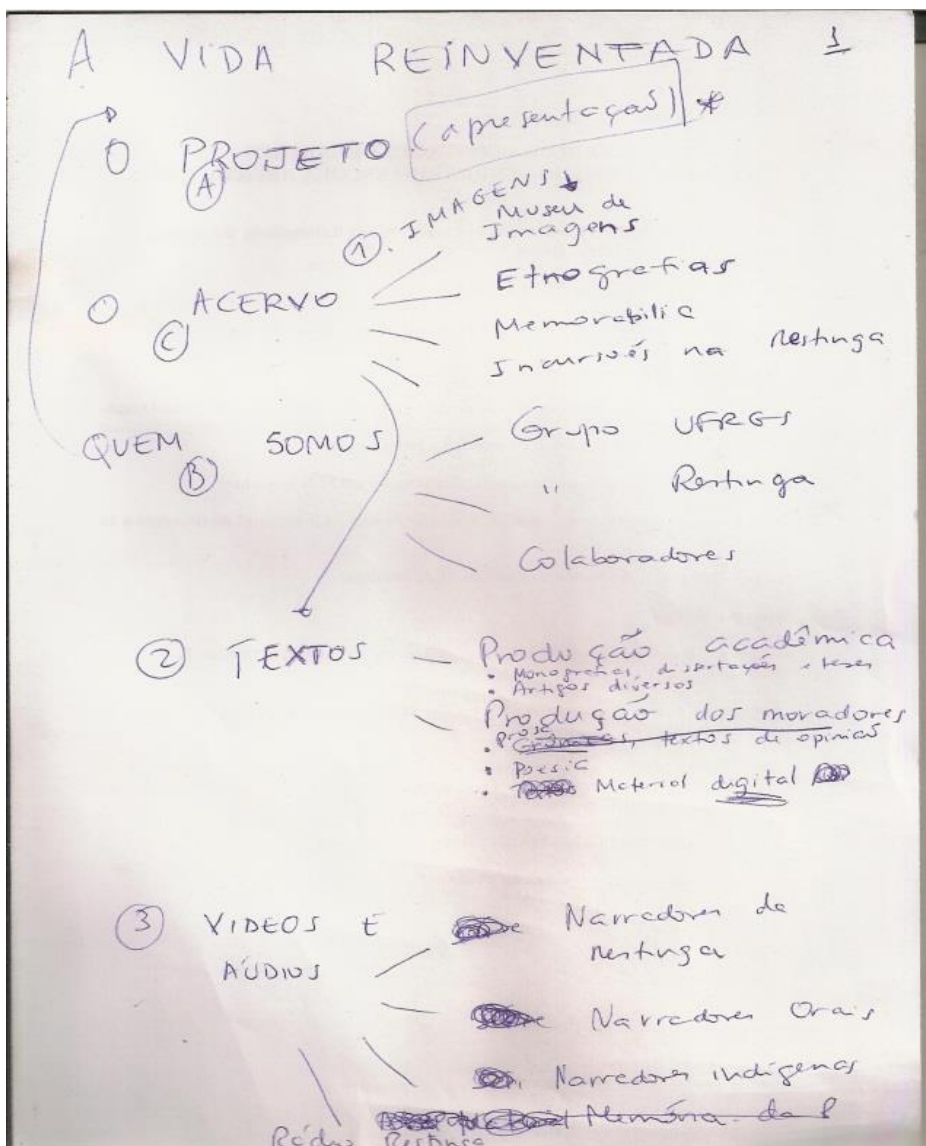 A VIDA REINVENTADA 1
O PROJETO (apresentação) *
A
1. IMAGENS
Museu de
Imagens
O ACERVO
C
Etnografias
Memorabilia
Incursões na Restinga
QUEM SOMOS
B
Grupo UFRGS
" Restinga
Colaboradores
2 TEXTOS
Produção acadêmica
• Monografias, dissertações e teses
• Artigos diversos
Produção dos moradores
Prosa
• textos de opinião
• Poesia
• Material digital
3 VIDEOS E
ÁUDIOS
Narradores da
Restinga
Narradores Orais
Narradores indígenas
Memória da R
Rádio Restinga